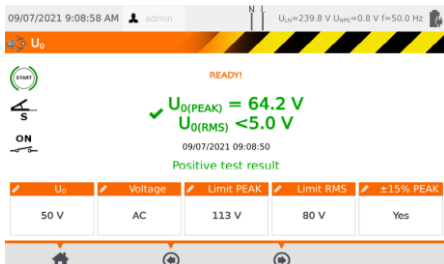 09/07/2021 9:08:58 AM admin N U_LN=239.8 V U_NPE=0.8 V f=50.0 Hz
U₀
START
READY!
S
U₀(PEAK) = 64.2 V
U₀(RMS) <5.0 V
ON
09/07/2021 09:08:50
Positive test result
U₀ Voltage Limit PEAK Limit RMS ±15% PEAK
50 V AC 113 V 80 V Yes